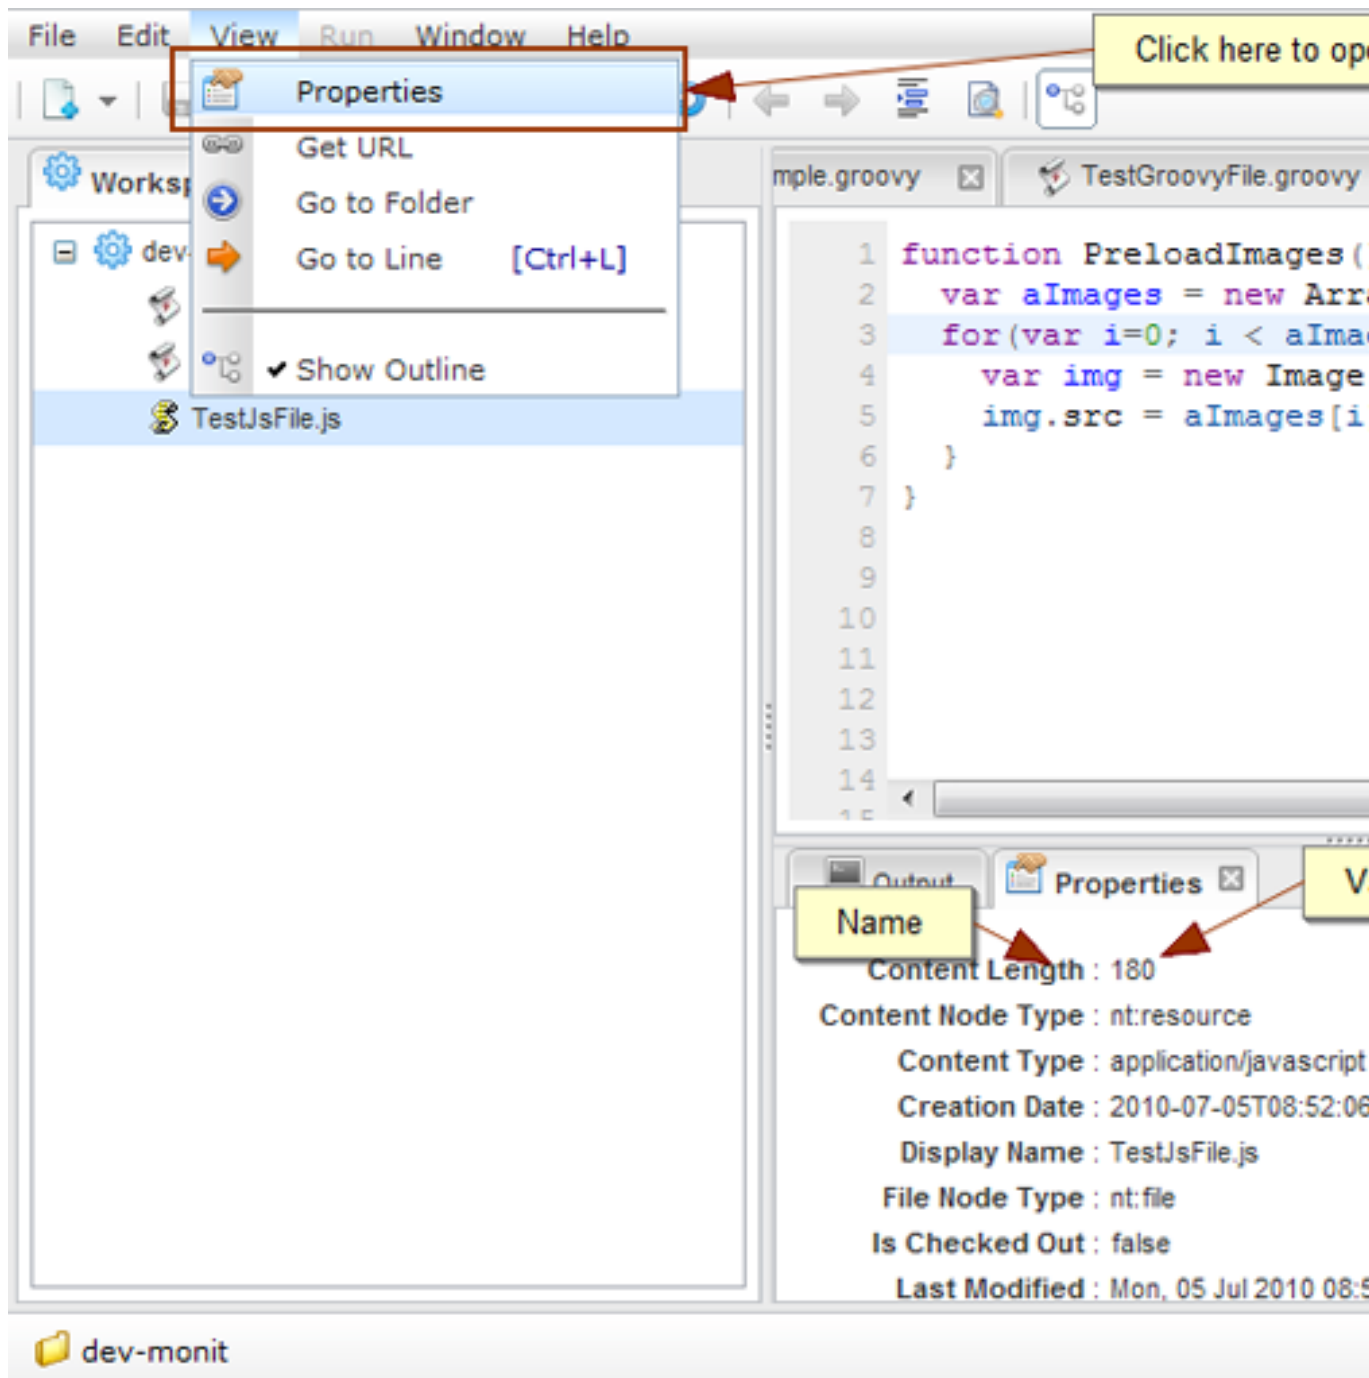 File Edit View Run Window Help
Click here to
Properties
Get URL
Go to Folder
Go to Line [Ctrl+L]
Show Outline
TestJsFile.js
mple.groovy TestGroovyFile.groovy
1 function PreloadImages(
2 var aImages = new
3 for(var i=0; i <
4 var img = new Image
5 img.src = aImages[i
6 }
7 }
8
9
10
11
12
13
14
15
Output Properties
Name
Content Length : 180
Content Node Type : nt:resource
Content Type : application/javascript
Creation Date : 2010-07-05T08:52:06
Display Name : TestJsFile.js
File Node Type : nt:file
Is Checked Out : false
Last Modified : Mon, 05 Jul 2010
dev-monit